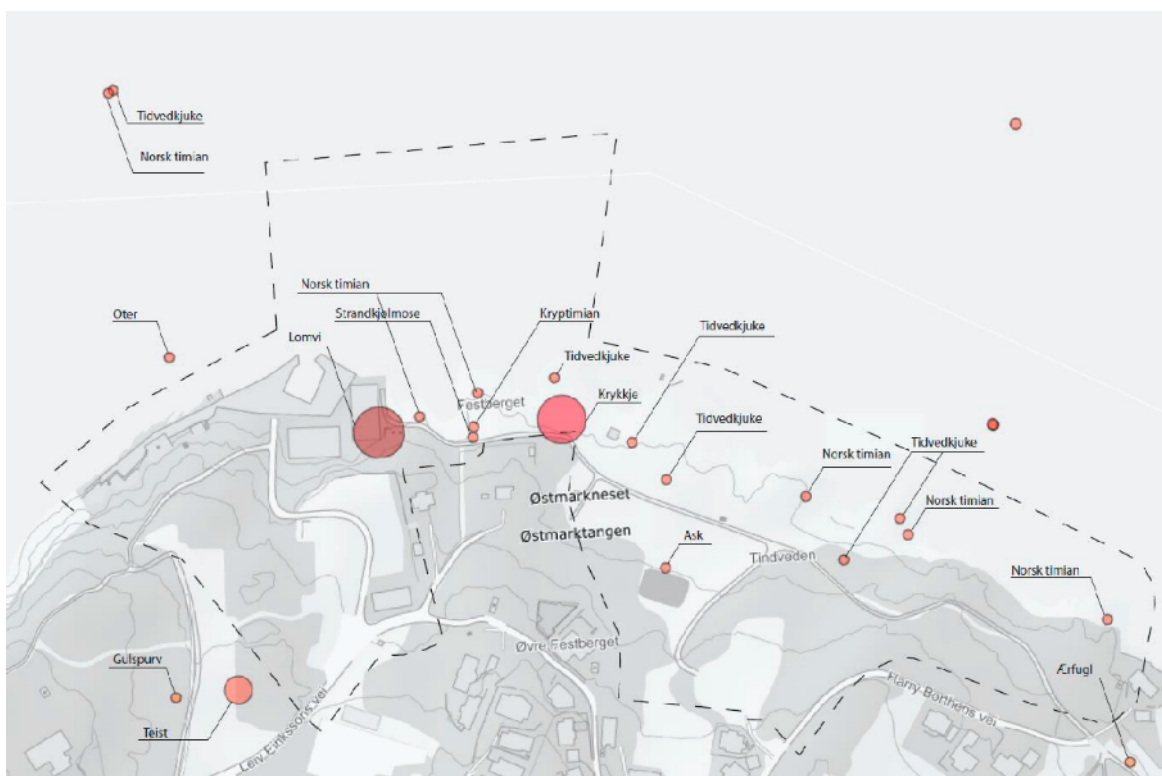 Tidvedkjuke
Norsk timian
Norsk timian
Oter
Strandkjølmose
Kryptimian
Tidvedkjuke
Lomvi
Tidvedkjuke
Festberget
Krykkje
Tidvedkjuke
Tidvedkjuke
Norsk timian
Østmarkneset
Norsk timian
Østmarktangen
Ask
Tindveden
Norsk timian
Øvre Festberget
Gulspurv
Ærfugl
Harry Borthens vei
Teist
Leiv Eirikssons vei